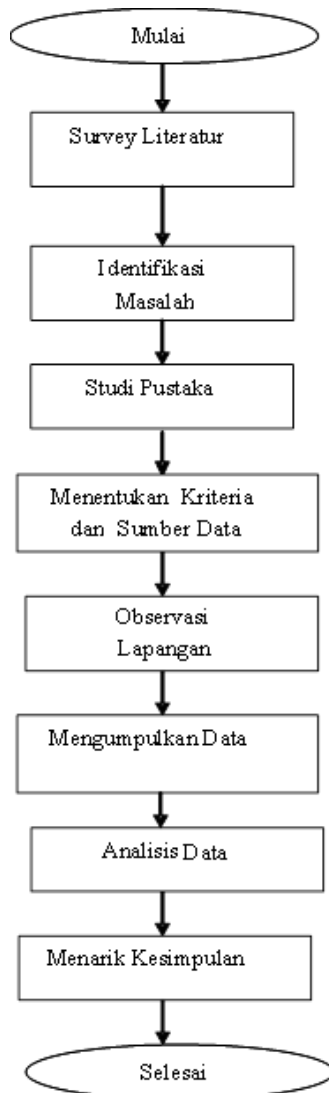 Mulai
Survey Literatur
Identifikasi
Masalah
Studi Pustaka
Menentukan Kriteria
dan Sumber Data
Observasi
Lapangan
Mengumpulkan Data
Analisis Data
Menarik Kesimpulan
Selesai